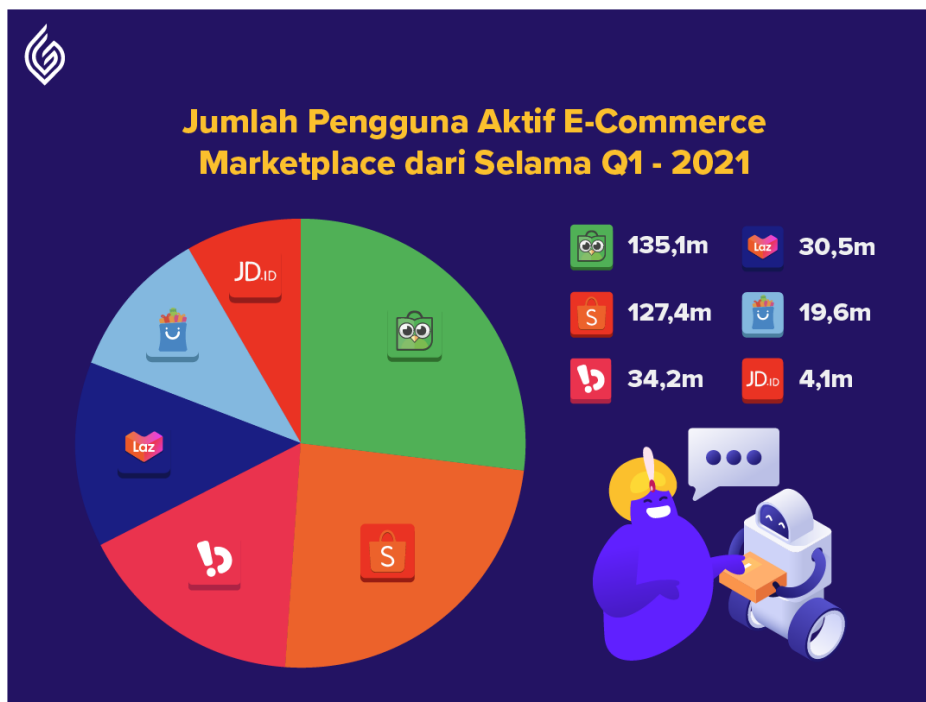 Jumlah Pengguna Aktif E-Commerce
Marketplace dari Selama Q1 - 2021
JD.ID
Laz
S
135,1m
Laz
30,5m
S
127,4m
19,6m
34,2m
JD.ID
4,1m